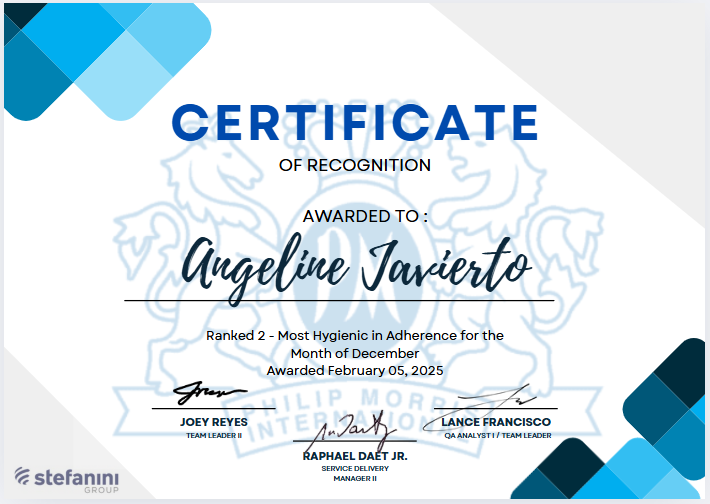 CERTIFICATE
OF RECOGNITION
AWARDED TO :
Angeline Javierto
Ranked 2 - Most Hygienic in Adherence for the
Month of December
Awarded February 05, 2025
PM
PHILIP MORRIS
INTERNATIONAL
JOEY REYES
TEAM LEADER II
LANCE FRANCISCO
QA ANALYST I / TEAM LEADER
RAPHAEL DAET JR.
SERVICE DELIVERY
MANAGER II
stefanini
GROUP